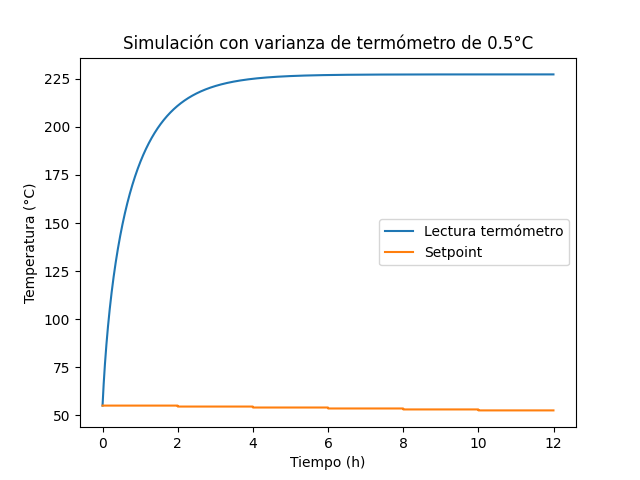 Simulación con varianza de termómetro de 0.5°C
Temperatura (°C)
225
200
175
150
125
100
75
50
Lectura termómetro
Setpoint
0 2 4 6 8 10 12
Tiempo (h)